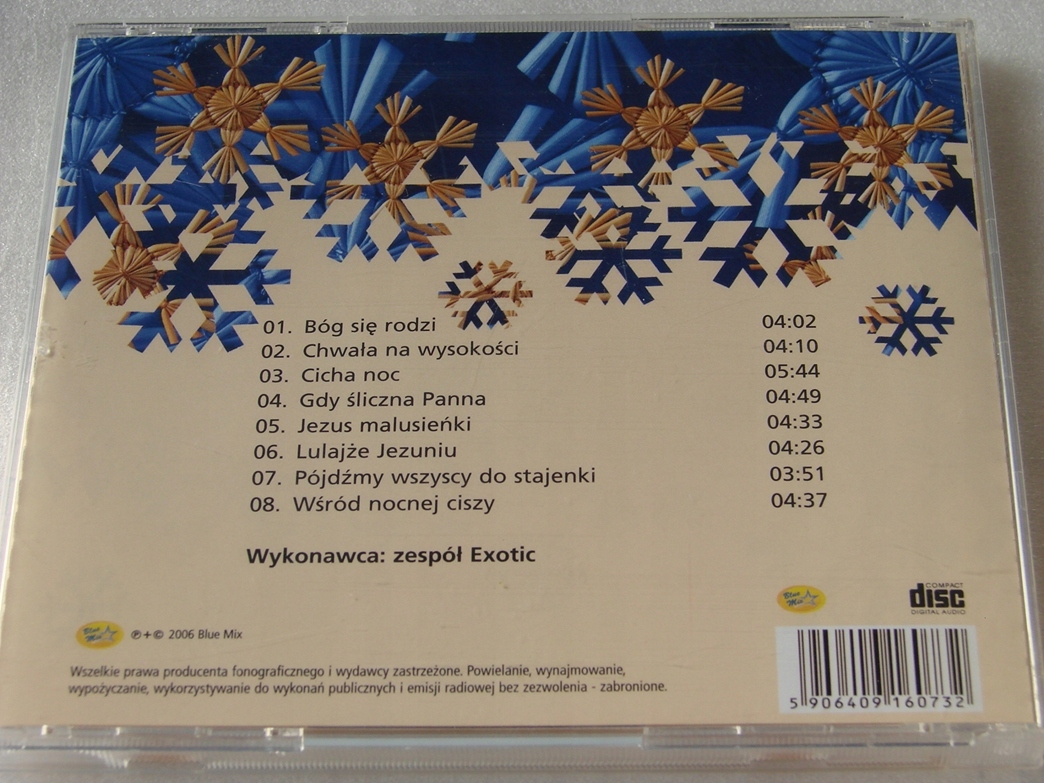 01. Bóg się rodzi 04:02
02. Chwała na wysokości 04:10
03. Cicha noc 05:44
04. Gdy śliczna Panna 04:49
05. Jezus malusieńki 04:33
06. Lulajże Jezuniu 04:26
07. Pójdźmy wszyscy do stajenki 03:51
08. Wśród nocnej ciszy 04:37
Wykonawca: zespół Exotic
Blue Mix
COMPACT
disc
DIGITAL AUDIO
Blue Mix
℗+© 2006 Blue Mix
Wszelkie prawa producenta fonograficznego i wydawcy zastrzeżone. Powielanie, wynajmowanie,
wypożyczanie, wykorzystywanie do wykonań publicznych i emisji radiowej bez zezwolenia - zabronione.
5 906409 160732